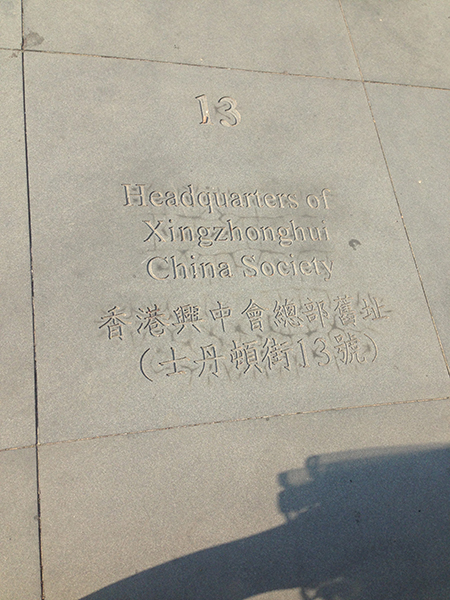 13
Headquarters of
Xingzhonghui
China Society
香港興中會總部舊址
(士丹頓街13號)